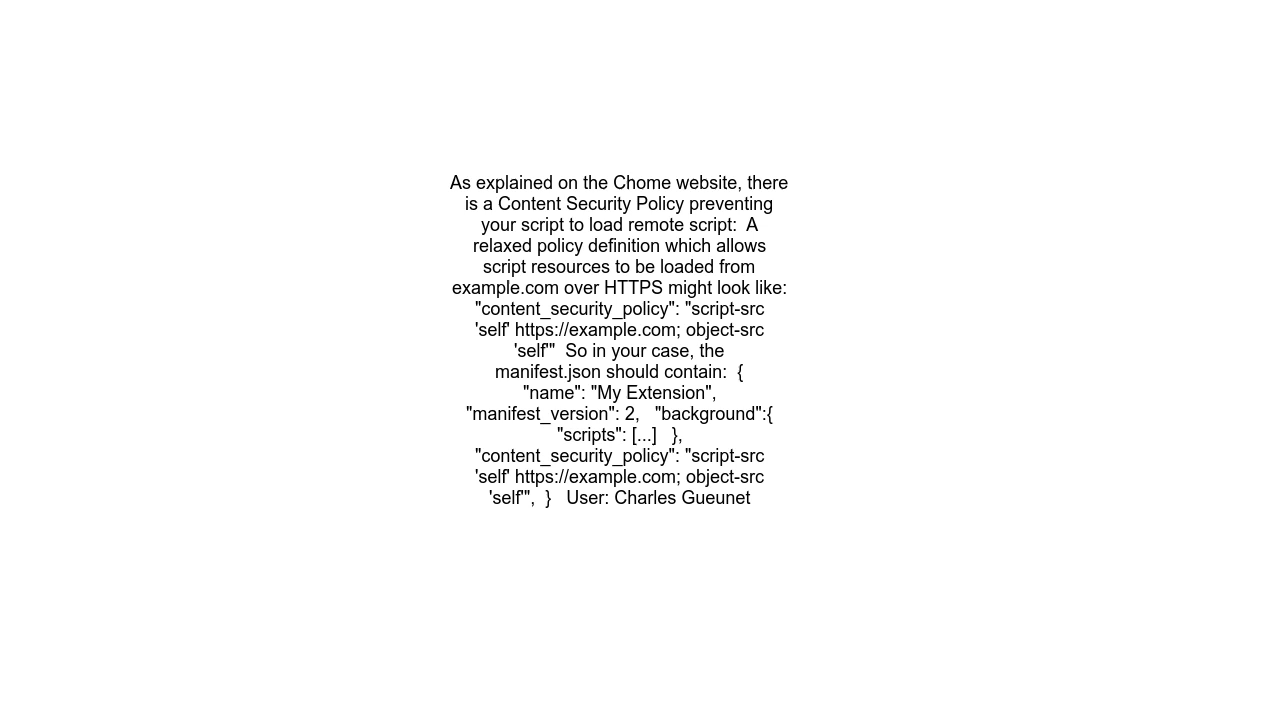 As explained on the Chome website, there
is a Content Security Policy preventing
your script to load remote script:  A
relaxed policy definition which allows
script resources to be loaded from
example.com over HTTPS might look like:
"content_security_policy": "script-src
'self' https://example.com; object-src
'self'"  So in your case, the
manifest.json should contain:  {
"name": "My Extension",
"manifest_version": 2,   "background":{
"scripts": [...]   },
"content_security_policy": "script-src
'self' https://example.com; object-src
'self'",  }   User: Charles Gueunet